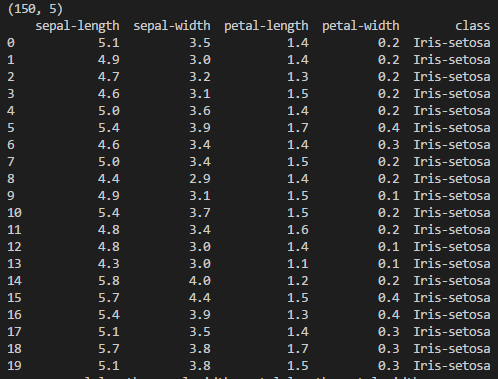 (150, 5)
sepal-length sepal-width petal-length petal-width class
0 5.1 3.5 1.4 0.2 Iris-setosa
1 4.9 3.0 1.4 0.2 Iris-setosa
2 4.7 3.2 1.3 0.2 Iris-setosa
3 4.6 3.1 1.5 0.2 Iris-setosa
4 5.0 3.6 1.4 0.2 Iris-setosa
5 5.4 3.9 1.7 0.4 Iris-setosa
6 4.6 3.4 1.4 0.3 Iris-setosa
7 5.0 3.4 1.5 0.2 Iris-setosa
8 4.4 2.9 1.4 0.2 Iris-setosa
9 4.9 3.1 1.5 0.1 Iris-setosa
10 5.4 3.7 1.5 0.2 Iris-setosa
11 4.8 3.4 1.6 0.2 Iris-setosa
12 4.8 3.0 1.4 0.1 Iris-setosa
13 4.3 3.0 1.1 0.1 Iris-setosa
14 5.8 4.0 1.2 0.2 Iris-setosa
15 5.7 4.4 1.5 0.4 Iris-setosa
16 5.4 3.9 1.3 0.4 Iris-setosa
17 5.1 3.5 1.4 0.3 Iris-setosa
18 5.7 3.8 1.7 0.3 Iris-setosa
19 5.1 3.8 1.5 0.3 Iris-setosa